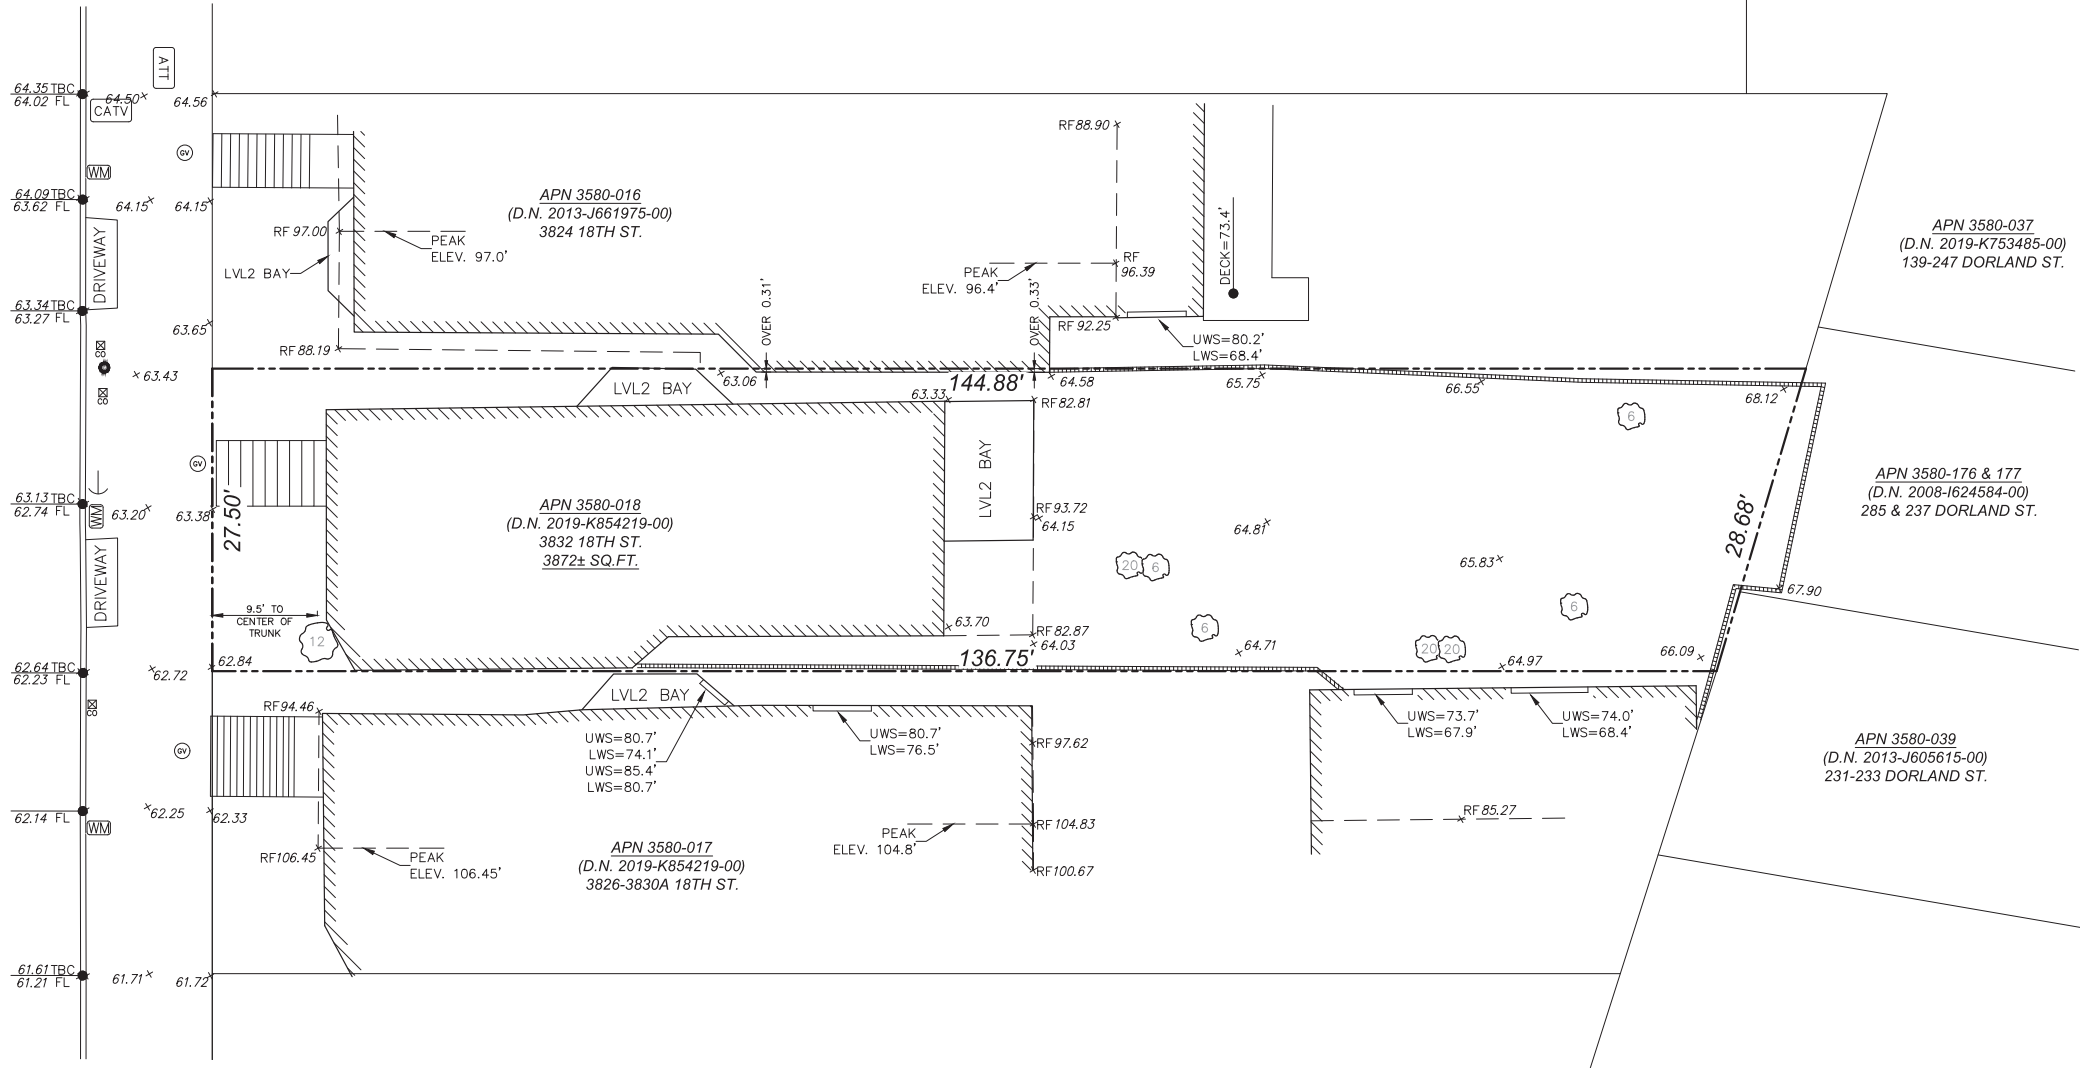 64.35 TBC
64.02 FL
ATT
64.50
CATV
64.56
GV
WM
64.09 TBC
63.62 FL
64.15
64.15
DRIVEWAY
63.34 TBC
63.27 FL
63.65
63.43
RF 97.00
LVL2 BAY
RF 88.19
PEAK
ELEV. 97.0'
APN 3580-016
(D.N. 2013-J661975-00)
3824 18TH ST.
OVER 0.31'
PEAK
ELEV. 96.4'
OVER 0.33'
RF 88.90
RF
96.39
RF 92.25
UWS=80.2'
LWS=68.4'
DECK=73.4'
APN 3580-037
(D.N. 2019-K753485-00)
139-247 DORLAND ST.
LVL2 BAY
63.06
63.33
144.88'
RF 82.81
64.58
65.75
66.55
68.12
6
GV
63.13 TBC
62.74 FL
WM
63.20
63.38
27.50'
APN 3580-018
(D.N. 2019-K854219-00)
3832 18TH ST.
3872± SQ.FT.
LVL2 BAY
RF 93.72
64.15
64.81
20
6
65.83
28.68'
APN 3580-176 & 177
(D.N. 2008-I624584-00)
285 & 237 DORLAND ST.
DRIVEWAY
9.5' TO
CENTER OF
TRUNK
12
63.70
RF 82.87
64.03
136.75'
6
64.71
20
20
6
64.97
66.09
67.90
62.64 TBC
62.23 FL
62.72
62.84
LVL2 BAY
RF 94.46
GV
UWS=80.7'
LWS=74.1'
UWS=85.4'
LWS=80.7'
UWS=80.7'
LWS=76.5'
RF 97.62
UWS=73.7'
LWS=67.9'
UWS=74.0'
LWS=68.4'
APN 3580-039
(D.N. 2013-J605615-00)
231-233 DORLAND ST.
62.14 FL
WM
62.25
62.33
RF 106.45
PEAK
ELEV. 106.45'
APN 3580-017
(D.N. 2019-K854219-00)
3826-3830A 18TH ST.
PEAK
ELEV. 104.8'
RF 104.83
RF 100.67
RF 85.27
61.61 TBC
61.21 FL
61.71
61.72